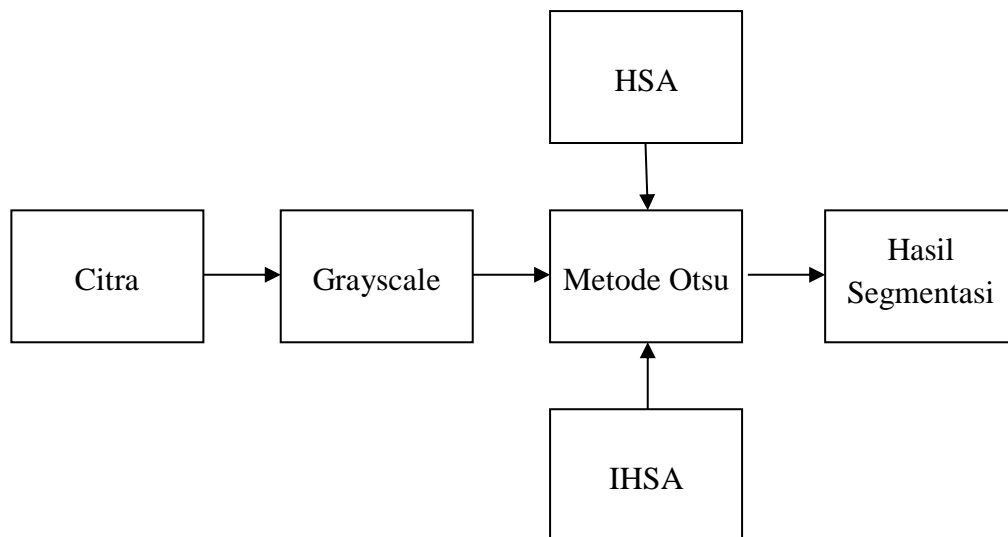 HSA
Citra
Grayscale
Metode Otsu
Hasil
Segmentasi
IHSA